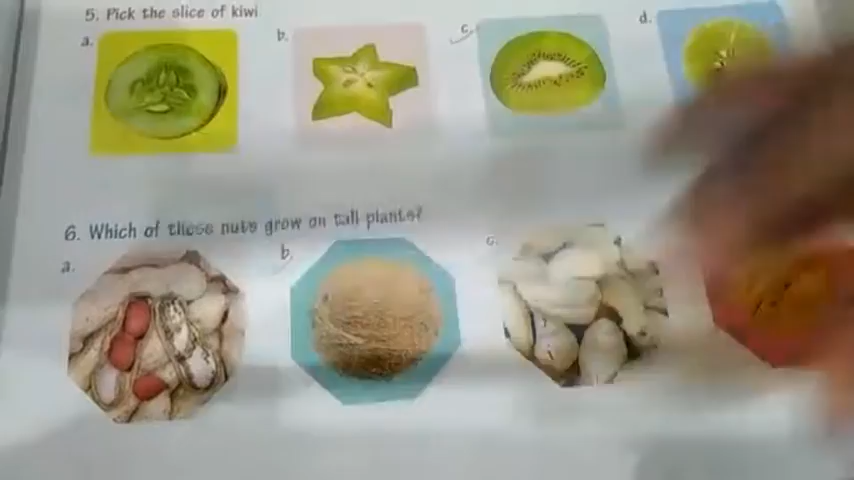 5. Pick the slice of kiwi
a. b. c. d.
6. Which of these nuts grow on tall plants?
a. b. c.